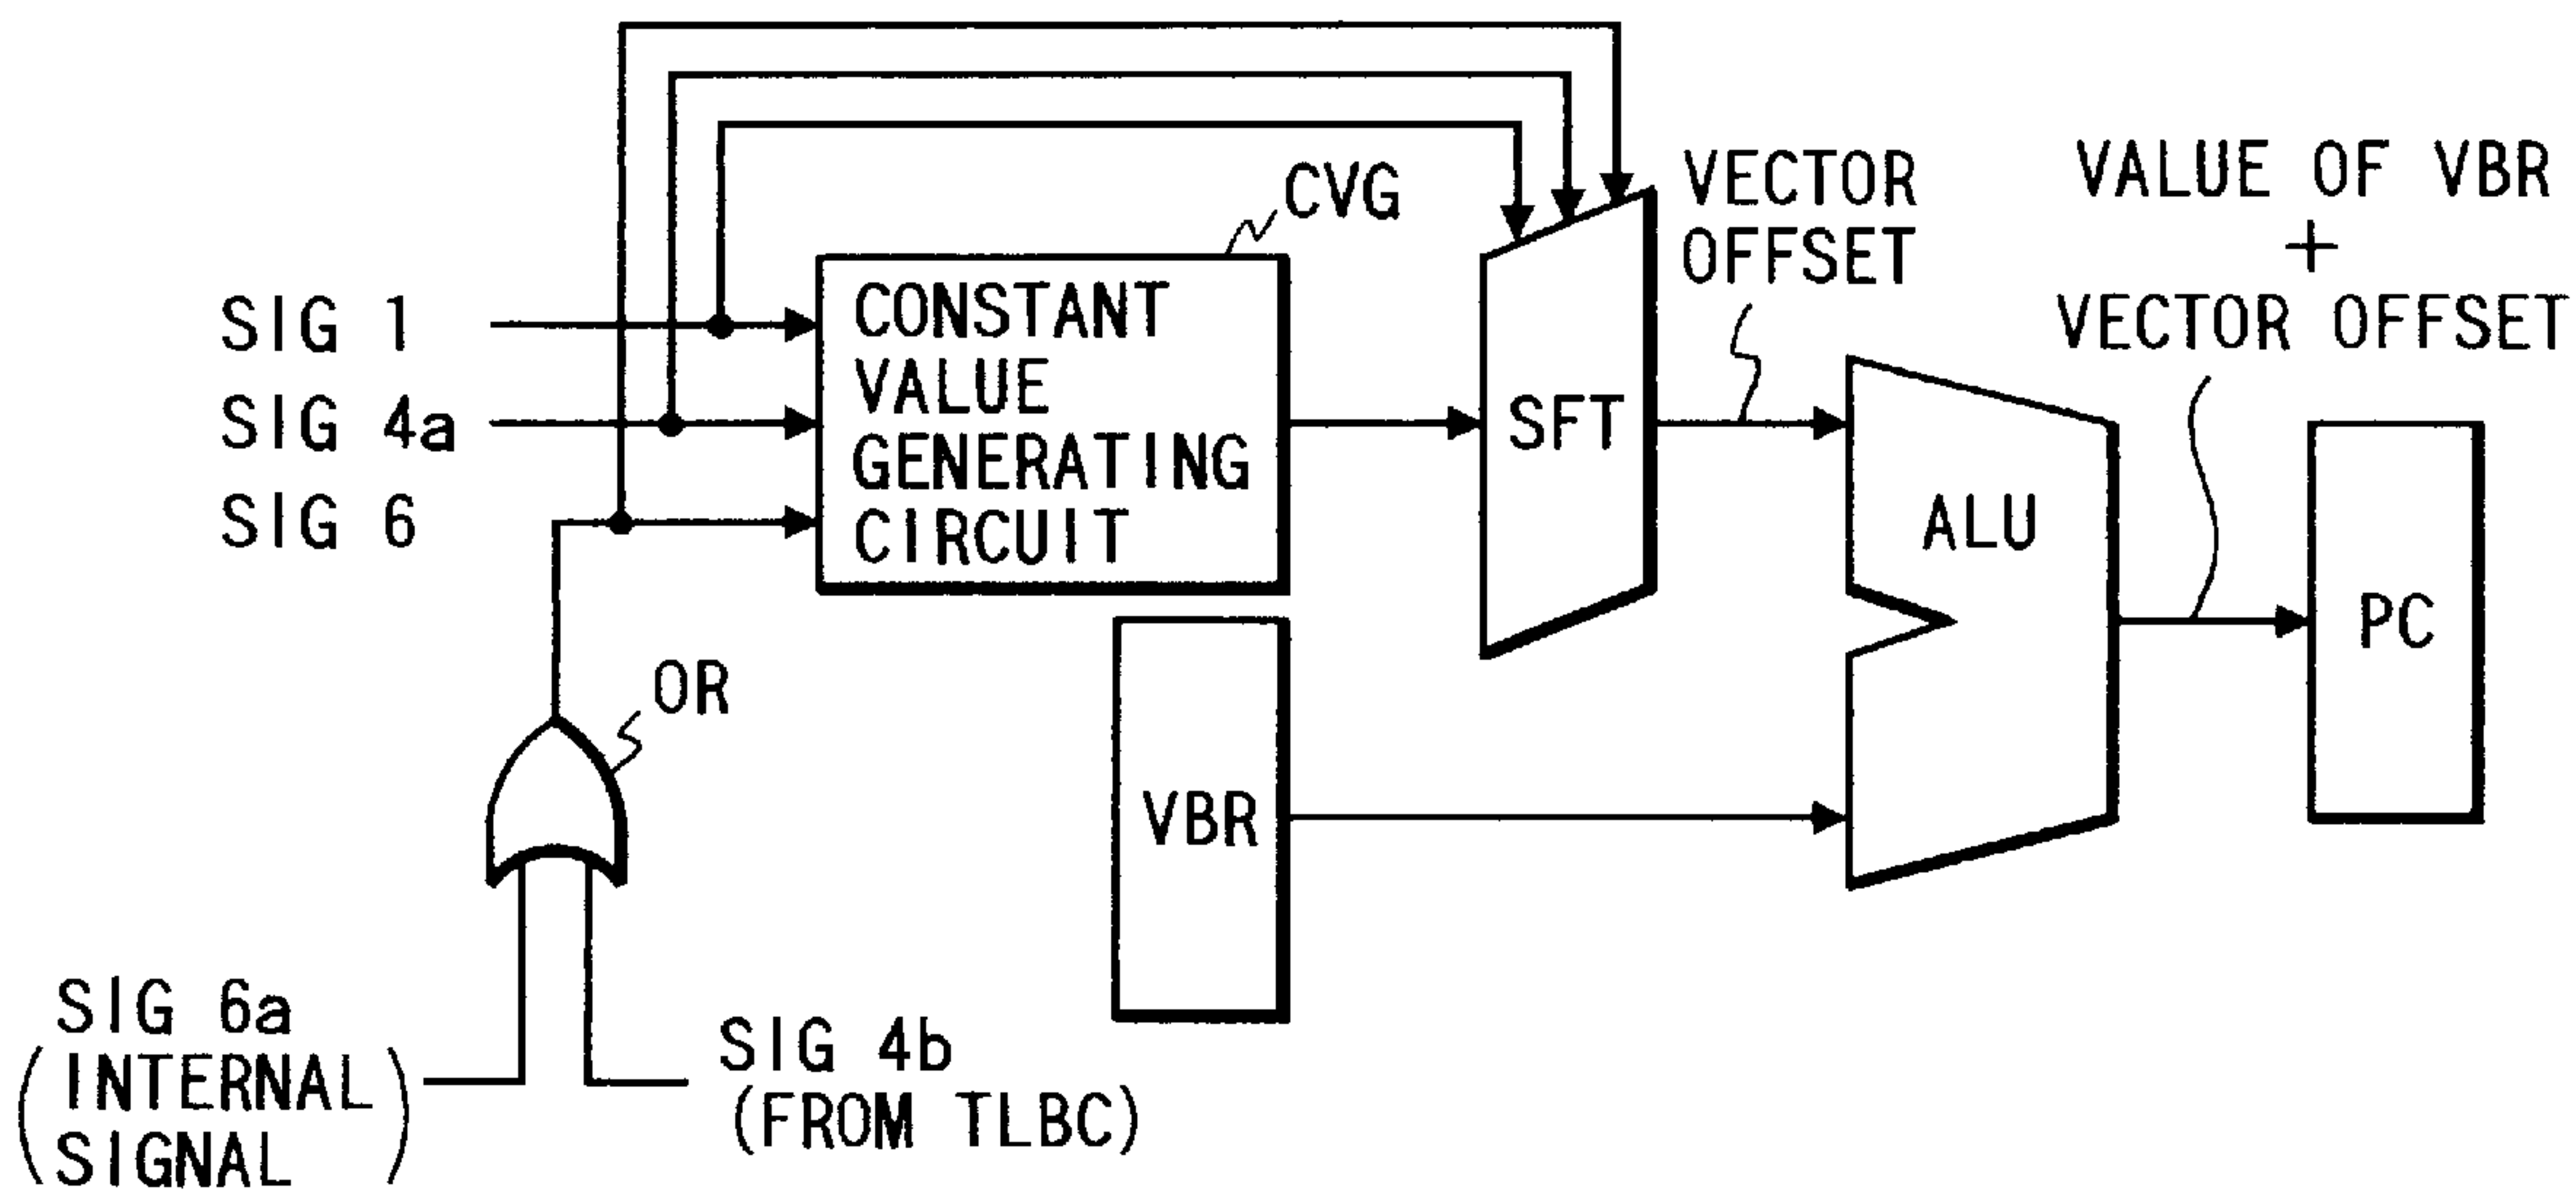 CVG
VECTOR
OFFSET
VALUE OF VBR
+
VECTOR OFFSET
SIG 1
SIG 4a
SIG 6
CONSTANT
VALUE
GENERATING
CIRCUIT
SFT
ALU
PC
OR
VBR
SIG 6a
(INTERNAL
SIGNAL)
SIG 4b
(FROM TLBC)